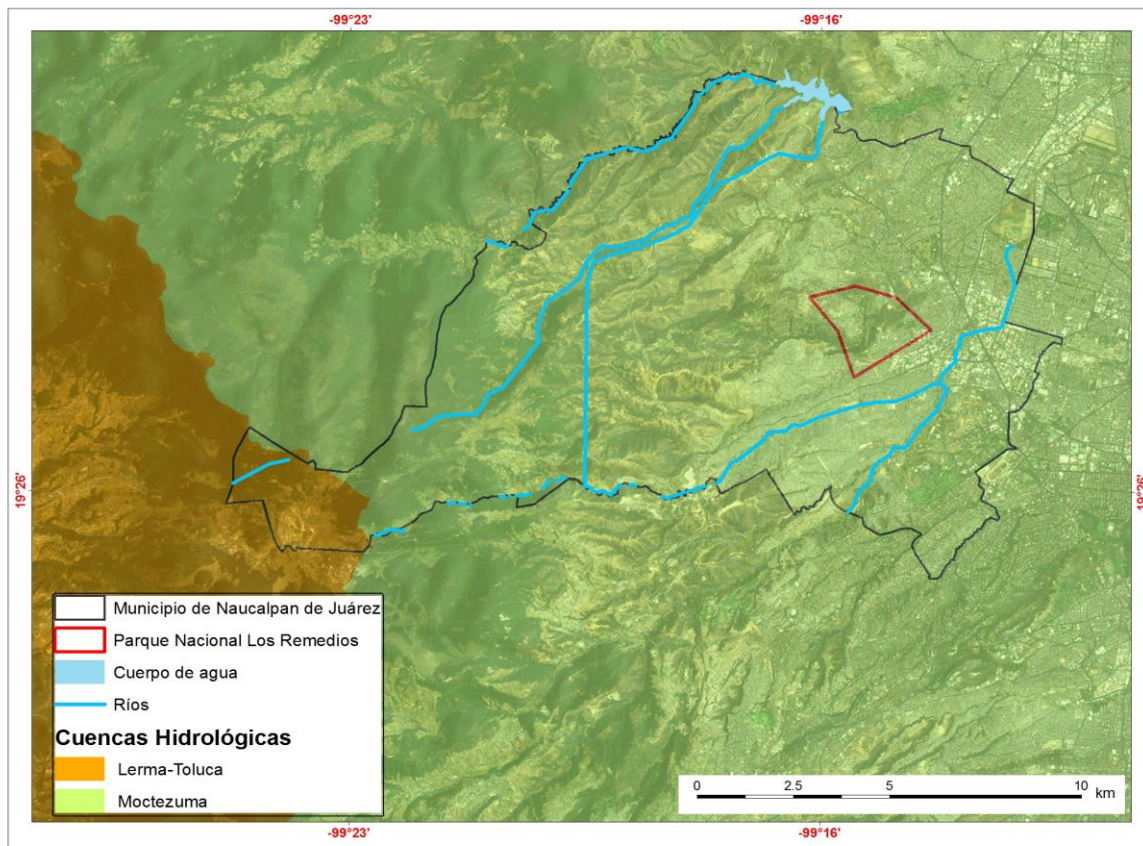 -99°23'
-99°16'
19°26'
19°26'
Municipio de Naucalpan de Juárez
Parque Nacional Los Remedios
Cuerpo de agua
Ríos
Cuencas Hidrológicas
Lerma-Toluca
Moctezuma
0 2.5 5 10
km
-99°23'
-99°16'